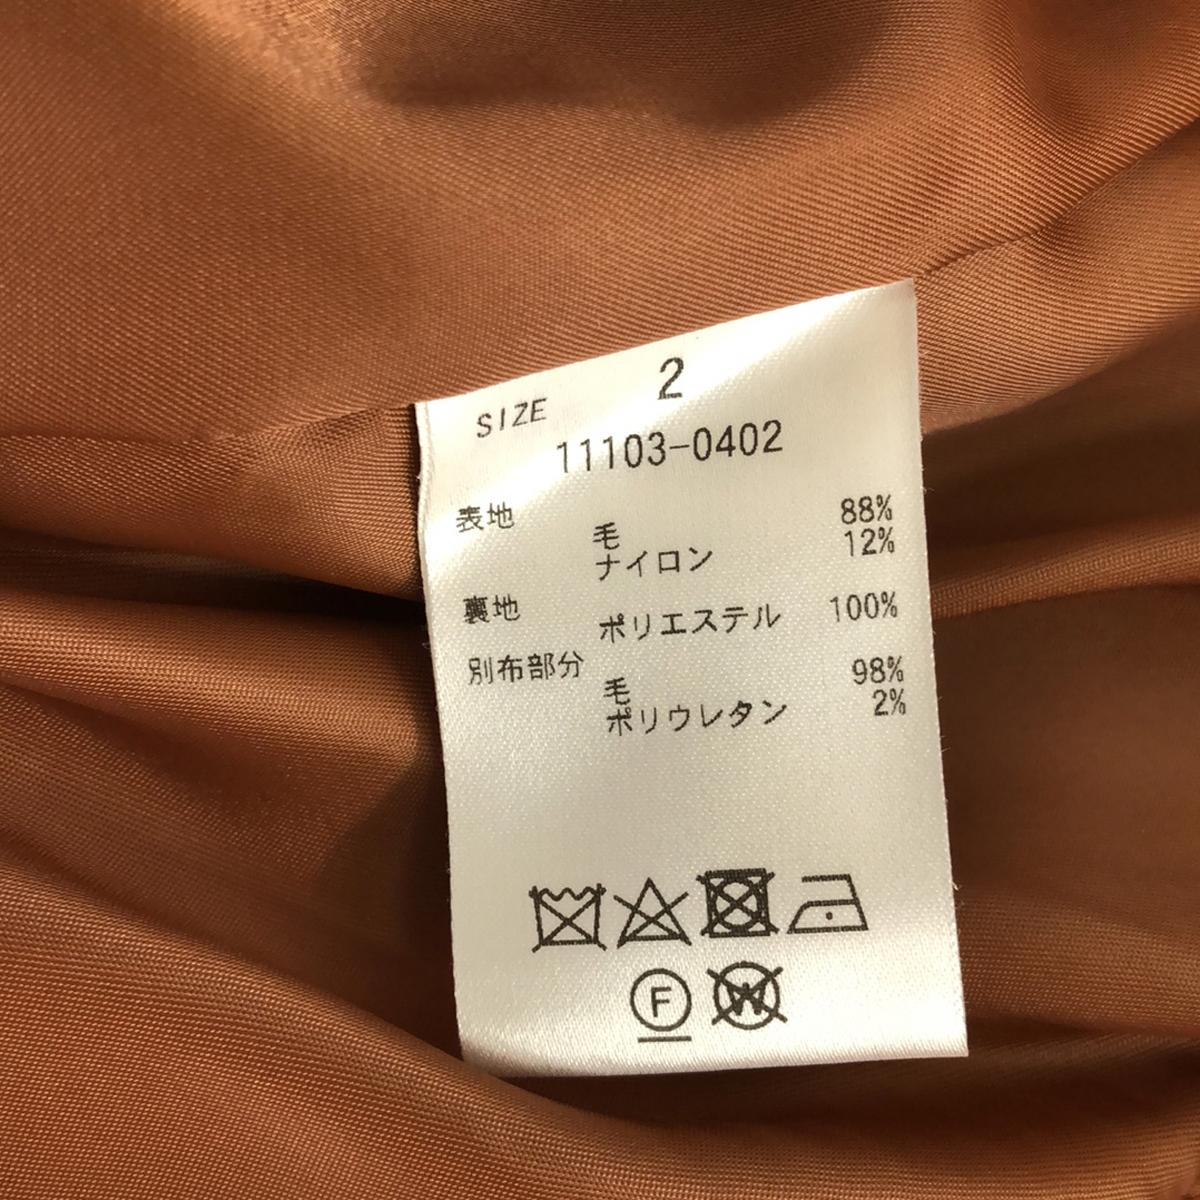 SIZE 2
11103-0402
表地
毛 88%
ナイロン 12%
裏地
ポリエステル 100%
別布部分
毛 98%
ポリウレタン 2%
F W